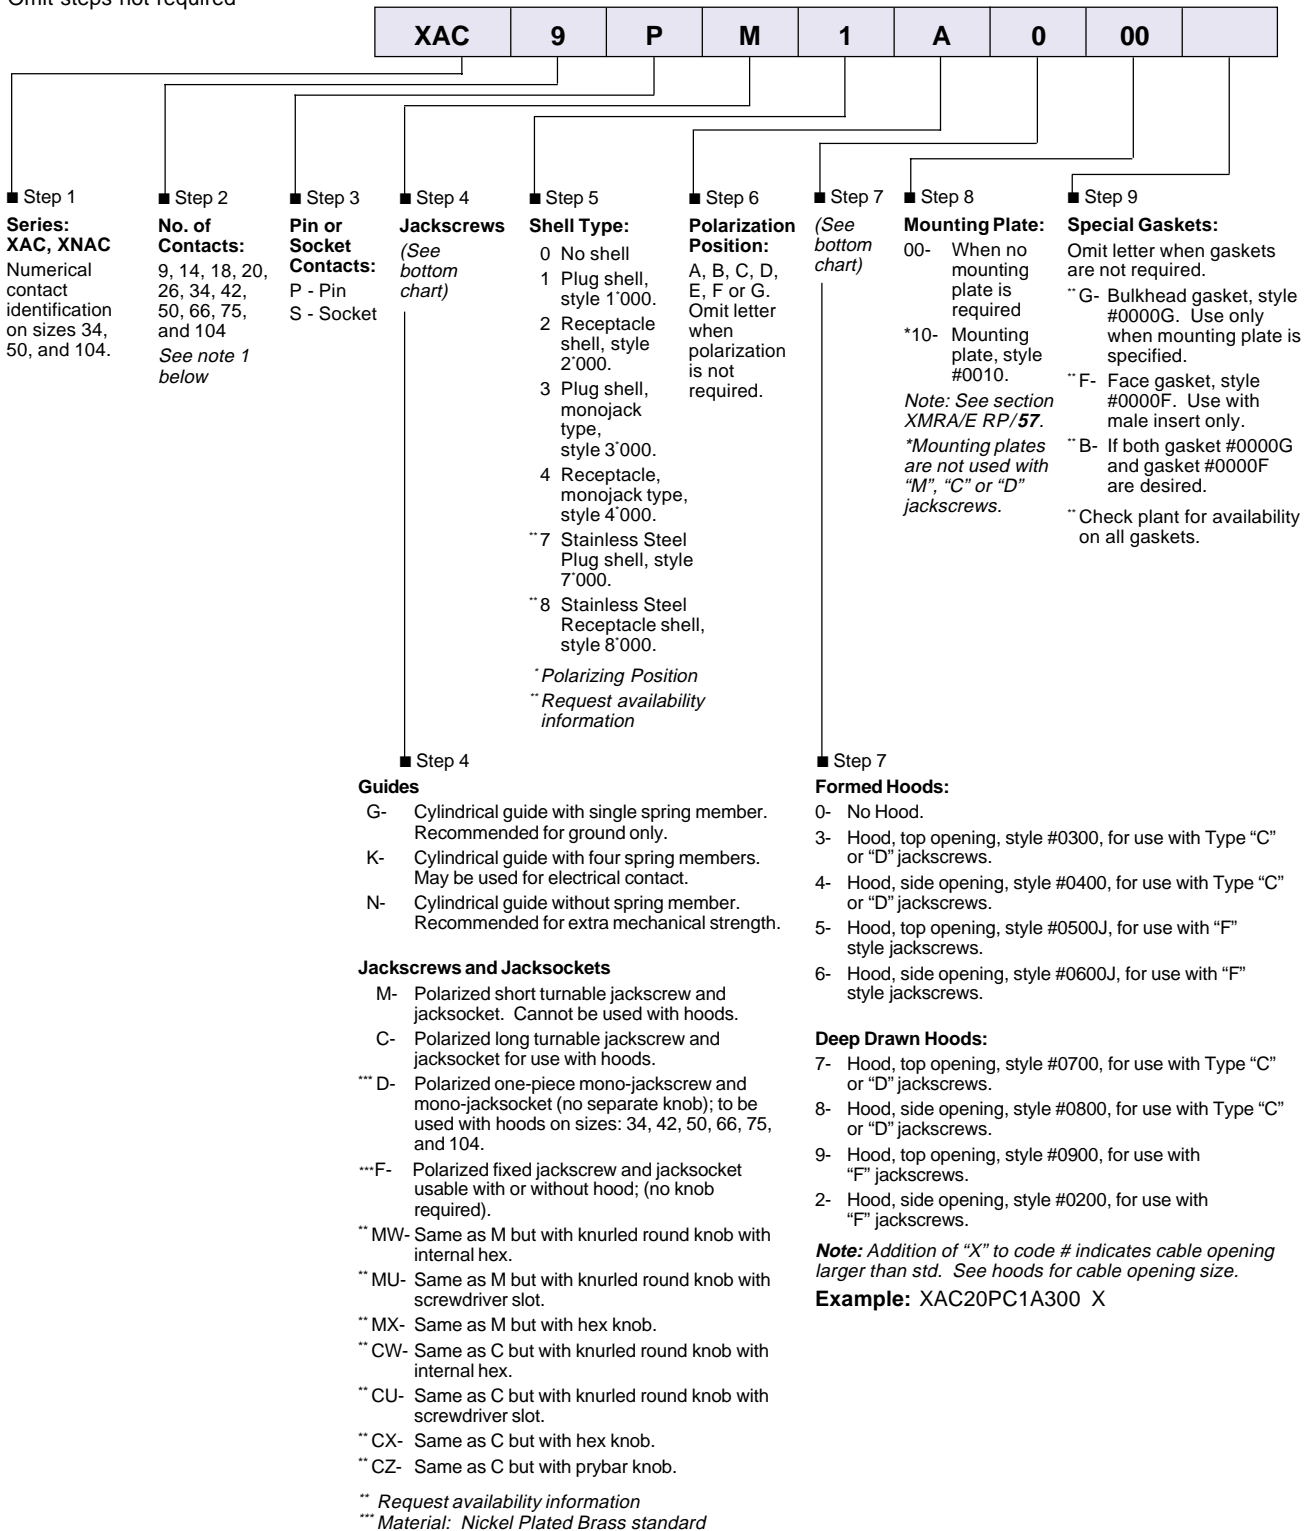 Omit steps not required
XAC 9 P M 1 A 0 00
■ Step 1
Series:
XAC, XNAC
Numerical
contact
identification
on sizes 34,
50, and 104.
■ Step 2
No. of
Contacts:
9, 14, 18, 20,
26, 34, 42,
50, 66, 75,
and 104
See note 1
below
■ Step 3
Pin or
Socket
Contacts:
P - Pin
S - Socket
■ Step 4
Jackscrews
(See
bottom
chart)
■ Step 5
Shell Type:
0 No shell
1 Plug shell,
style 1*000.
2 Receptacle
shell, style
2*000.
3 Plug shell,
monojack
type,
style 3*000.
4 Receptacle,
monojack type,
style 4*000.
**7 Stainless Steel
Plug shell, style
7*000.
**8 Stainless Steel
Receptacle shell,
style 8*000.
*Polarizing Position
**Request availability
information
■ Step 6
Polarization
Position:
A, B, C, D,
E, F or G.
Omit letter
when
polarization
is not
required.
■ Step 7
(See
bottom
chart)
■ Step 8
Mounting Plate:
00- When no
mounting
plate is
required
*10- Mounting
plate, style
#0010.
Note: See section
XMRA/E RP/57.
*Mounting plates
are not used with
“M”, “C” or “D”
jackscrews.
■ Step 9
Special Gaskets:
Omit letter when gaskets
are not required.
**G- Bulkhead gasket, style
#0000G. Use only
when mounting plate is
specified.
**F- Face gasket, style
#0000F. Use with
male insert only.
**B- If both gasket #0000G
and gasket #0000F
are desired.
**Check plant for availability
on all gaskets.
■ Step 4
Guides
G- Cylindrical guide with single spring member.
Recommended for ground only.
K- Cylindrical guide with four spring members.
May be used for electrical contact.
N- Cylindrical guide without spring member.
Recommended for extra mechanical strength.
Jackscrews and Jacksockets
M- Polarized short turnable jackscrew and
jacksocket. Cannot be used with hoods.
C- Polarized long turnable jackscrew and
jacksocket for use with hoods.
***D- Polarized one-piece mono-jackscrew and
mono-jacksocket (no separate knob); to be
used with hoods on sizes: 34, 42, 50, 66, 75,
and 104.
***F- Polarized fixed jackscrew and jacksocket
usable with or without hood; (no knob
required).
**MW- Same as M but with knurled round knob with
internal hex.
**MU- Same as M but with knurled round knob with
screwdriver slot.
**MX- Same as M but with hex knob.
**CW- Same as C but with knurled round knob with
internal hex.
**CU- Same as C but with knurled round knob with
screwdriver slot.
**CX- Same as C but with hex knob.
**CZ- Same as C but with prybar knob.
** Request availability information
***Material: Nickel Plated Brass standard
■ Step 7
Formed Hoods:
0- No Hood.
3- Hood, top opening, style #0300, for use with Type “C”
or “D” jackscrews.
4- Hood, side opening, style #0400, for use with Type “C”
or “D” jackscrews.
5- Hood, top opening, style #0500J, for use with “F”
style jackscrews.
6- Hood, side opening, style #0600J, for use with “F”
style jackscrews.
Deep Drawn Hoods:
7- Hood, top opening, style #0700, for use with Type “C”
or “D” jackscrews.
8- Hood, side opening, style #0800, for use with Type “C”
or “D” jackscrews.
9- Hood, top opening, style #0900, for use with
“F” jackscrews.
2- Hood, side opening, style #0200, for use with
“F” jackscrews.
Note: Addition of “X” to code # indicates cable opening
larger than std. See hoods for cable opening size.
Example: XAC20PC1A300 X